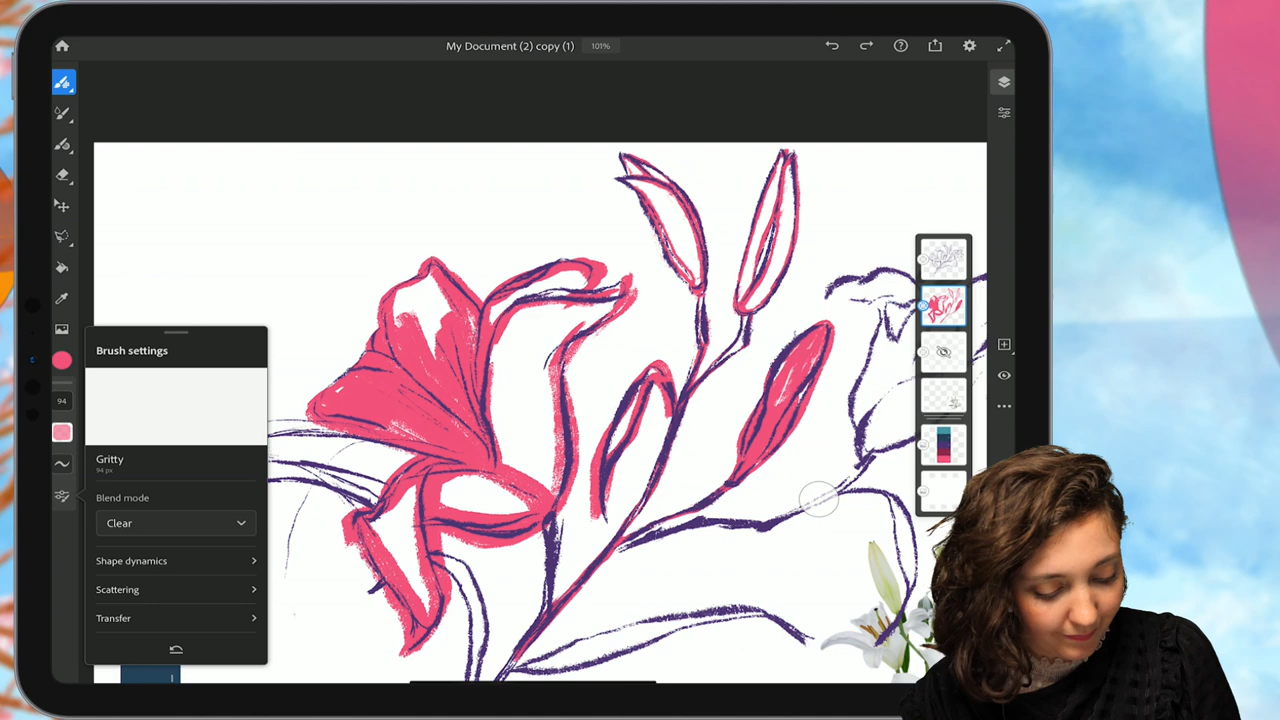 My Document (2) copy (1) 101%
94
Brush settings
Gritty
94 px
Blend mode
Clear
Shape dynamics
Scattering
Transfer